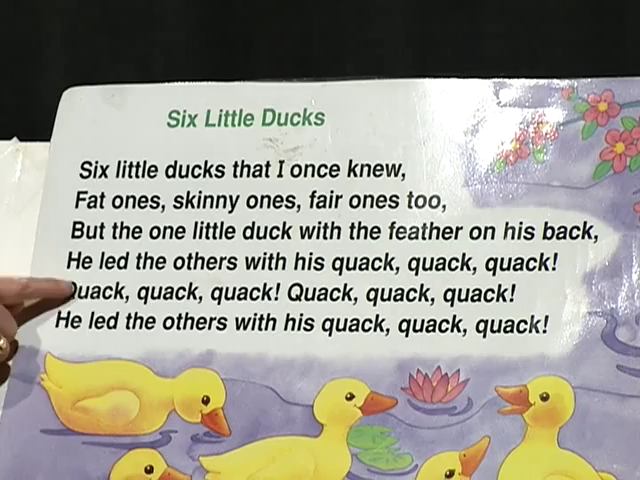 Six Little Ducks
Six little ducks that I once knew,
Fat ones, skinny ones, fair ones too,
But the one little duck with the feather on his back,
He led the others with his quack, quack, quack!
Quack, quack, quack! Quack, quack, quack!
He led the others with his quack, quack, quack!